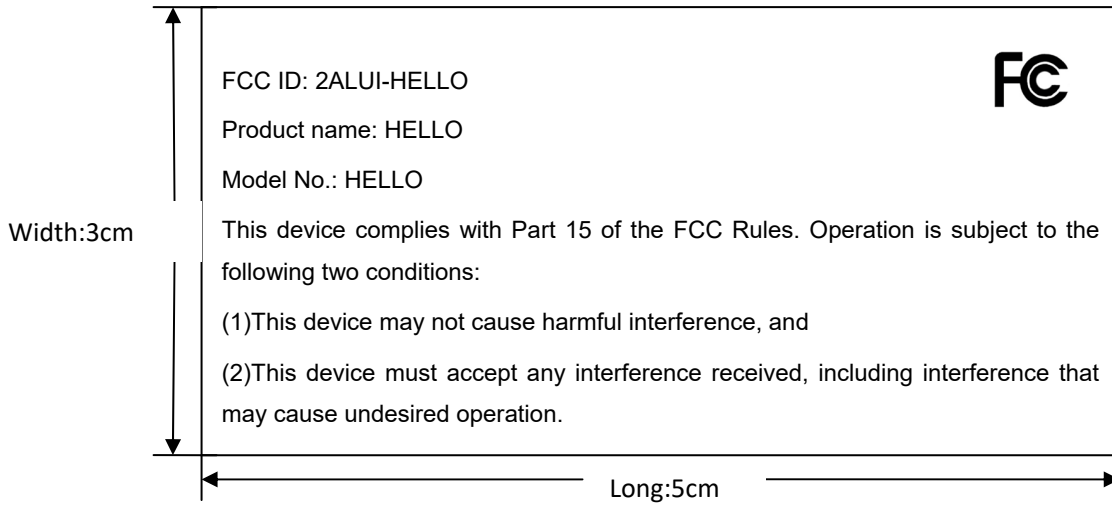 FCC ID: 2ALUI-HELLO
FC
Product name: HELLO
Model No.: HELLO
Width:3cm
This device complies with Part 15 of the FCC Rules. Operation is subject to the
following two conditions:
(1)This device may not cause harmful interference, and
(2)This device must accept any interference received, including interference that
may cause undesired operation.
Long:5cm